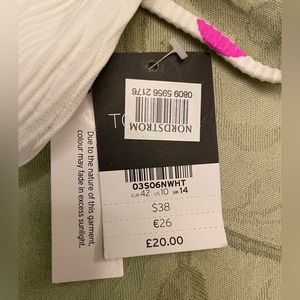 TO
NORDSTROM
0809 5956 2176
03S06NWHT
EUR 42 US 10 UK 14
$38
€26
£20.00
Due to the nature of this garment,
colour may fade in excess sunlight.